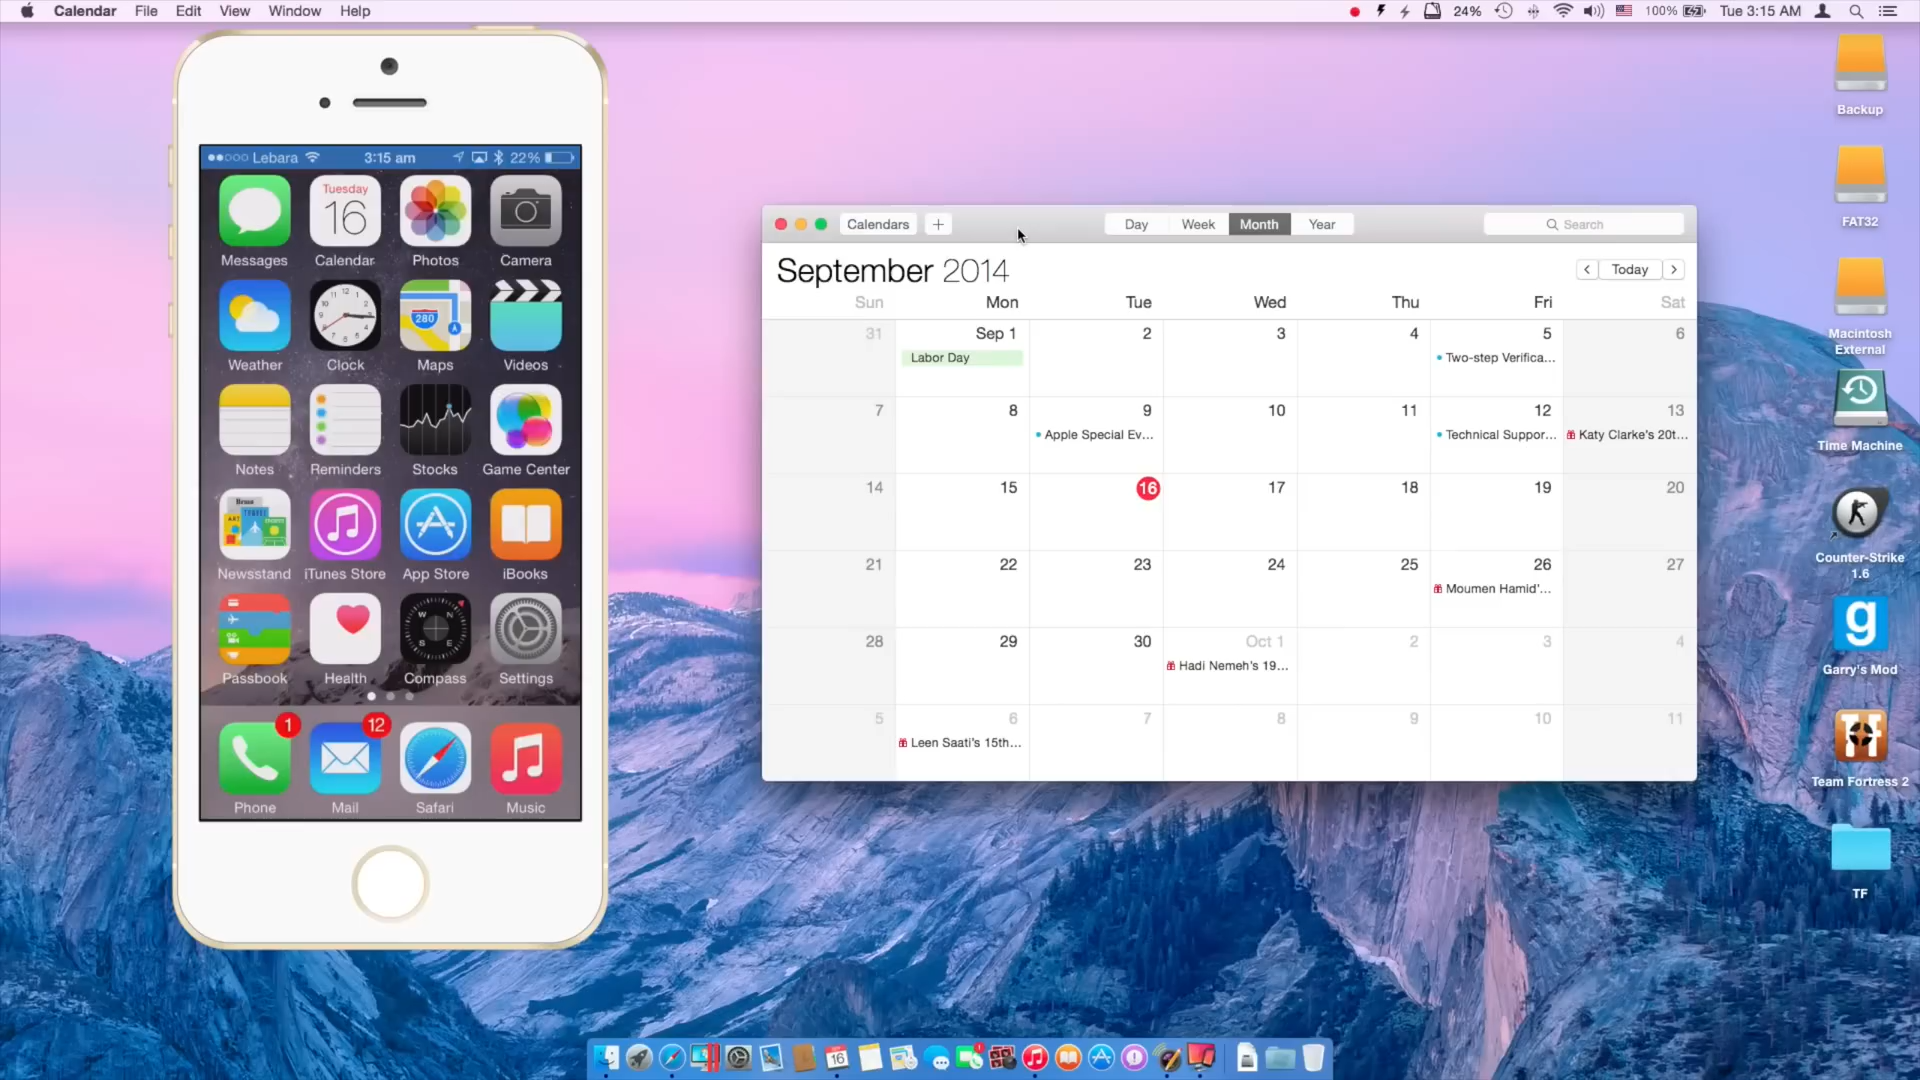 Calendar File Edit View Window Help
24% 100% Tue 3:15 AM
Lebara 3:15 am 22%
Tuesday
16
Messages Calendar Photos Camera
280
Weather Clock Maps Videos
Notes Reminders Stocks Game Center
Newsstand iTunes Store App Store iBooks
W N
S E
Passbook Health Compass Settings
1 12
Phone Mail Safari Music
Calendars + Day Week Month Year Search
September 2014 Today
Sun Mon Tue Wed Thu Fri Sat
31 Sep 1 2 3 4 5 6
Labor Day Two-step Verifica...
7 8 9 10 11 12 13
Apple Special Ev... Technical Suppor... Katy Clarke's 20t...
14 15 16 17 18 19 20
21 22 23 24 25 26 27
Moumen Hamid'...
28 29 30 Oct 1 2 3 4
Hadi Nemeh's 19...
5 6 7 8 9 10 11
Leen Saati's 15th...
Backup
FAT32
Macintosh
External
Time Machine
Counter-Strike
1.6
g
Garry's Mod
Team Fortress 2
TF
16